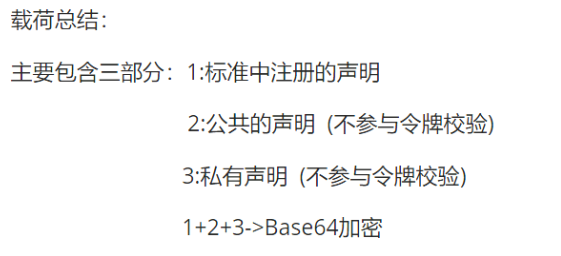 载荷总结：
主要包含三部分：1:标准中注册的声明
2:公共的声明 (不参与令牌校验)
3:私有声明 (不参与令牌校验)
1+2+3->Base64加密